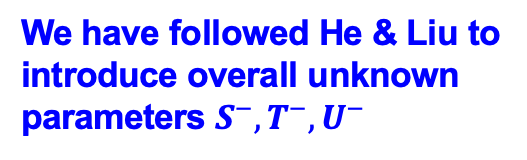 We have followed He & Liu to
introduce overall unknown
parameters S⁻, T⁻, U⁻